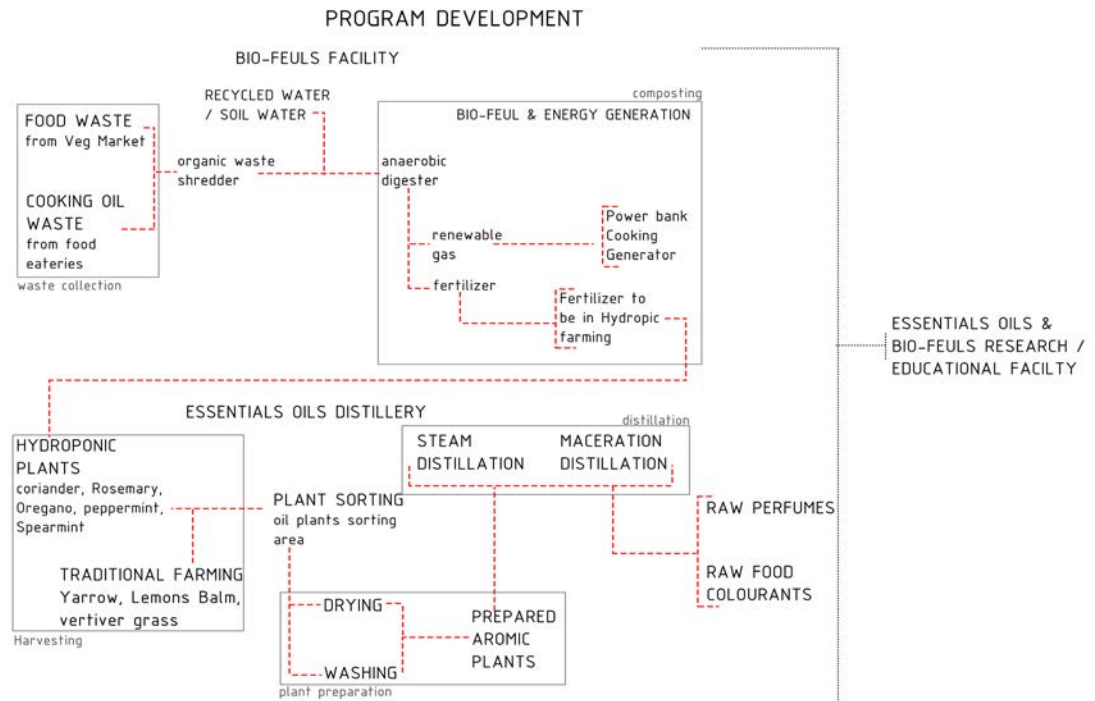 PROGRAM DEVELOPMENT
BIO-FEULS FACILITY
RECYCLED WATER
/ SOIL WATER
composting
FOOD WASTE
from Veg Market
COOKING OIL
WASTE
from food
eateries
waste collection
organic waste
shredder
BIO-FEUL & ENERGY GENERATION
anaerobic
digester
renewable
gas
Power bank
Cooking
Generator
fertilizer
Fertilizer to
be in Hydropic
farming
ESSENTIALS OILS &
BIO-FEULS RESEARCH /
EDUCATIONAL FACILTY
ESSENTIALS OILS DISTILLERY
distillation
HYDROPONIC
PLANTS
coriander, Rosemary,
Oregano, peppermint,
Spearmint
TRADITIONAL FARMING
Yarrow, Lemons Balm,
vertiver grass
Harvesting
PLANT SORTING
oil plants sorting
area
STEAM
DISTILLATION
MACERATION
DISTILLATION
RAW PERFUMES
RAW FOOD
COLOURANTS
DRYING
WASHING
PREPARED
AROMIC
PLANTS
plant preparation